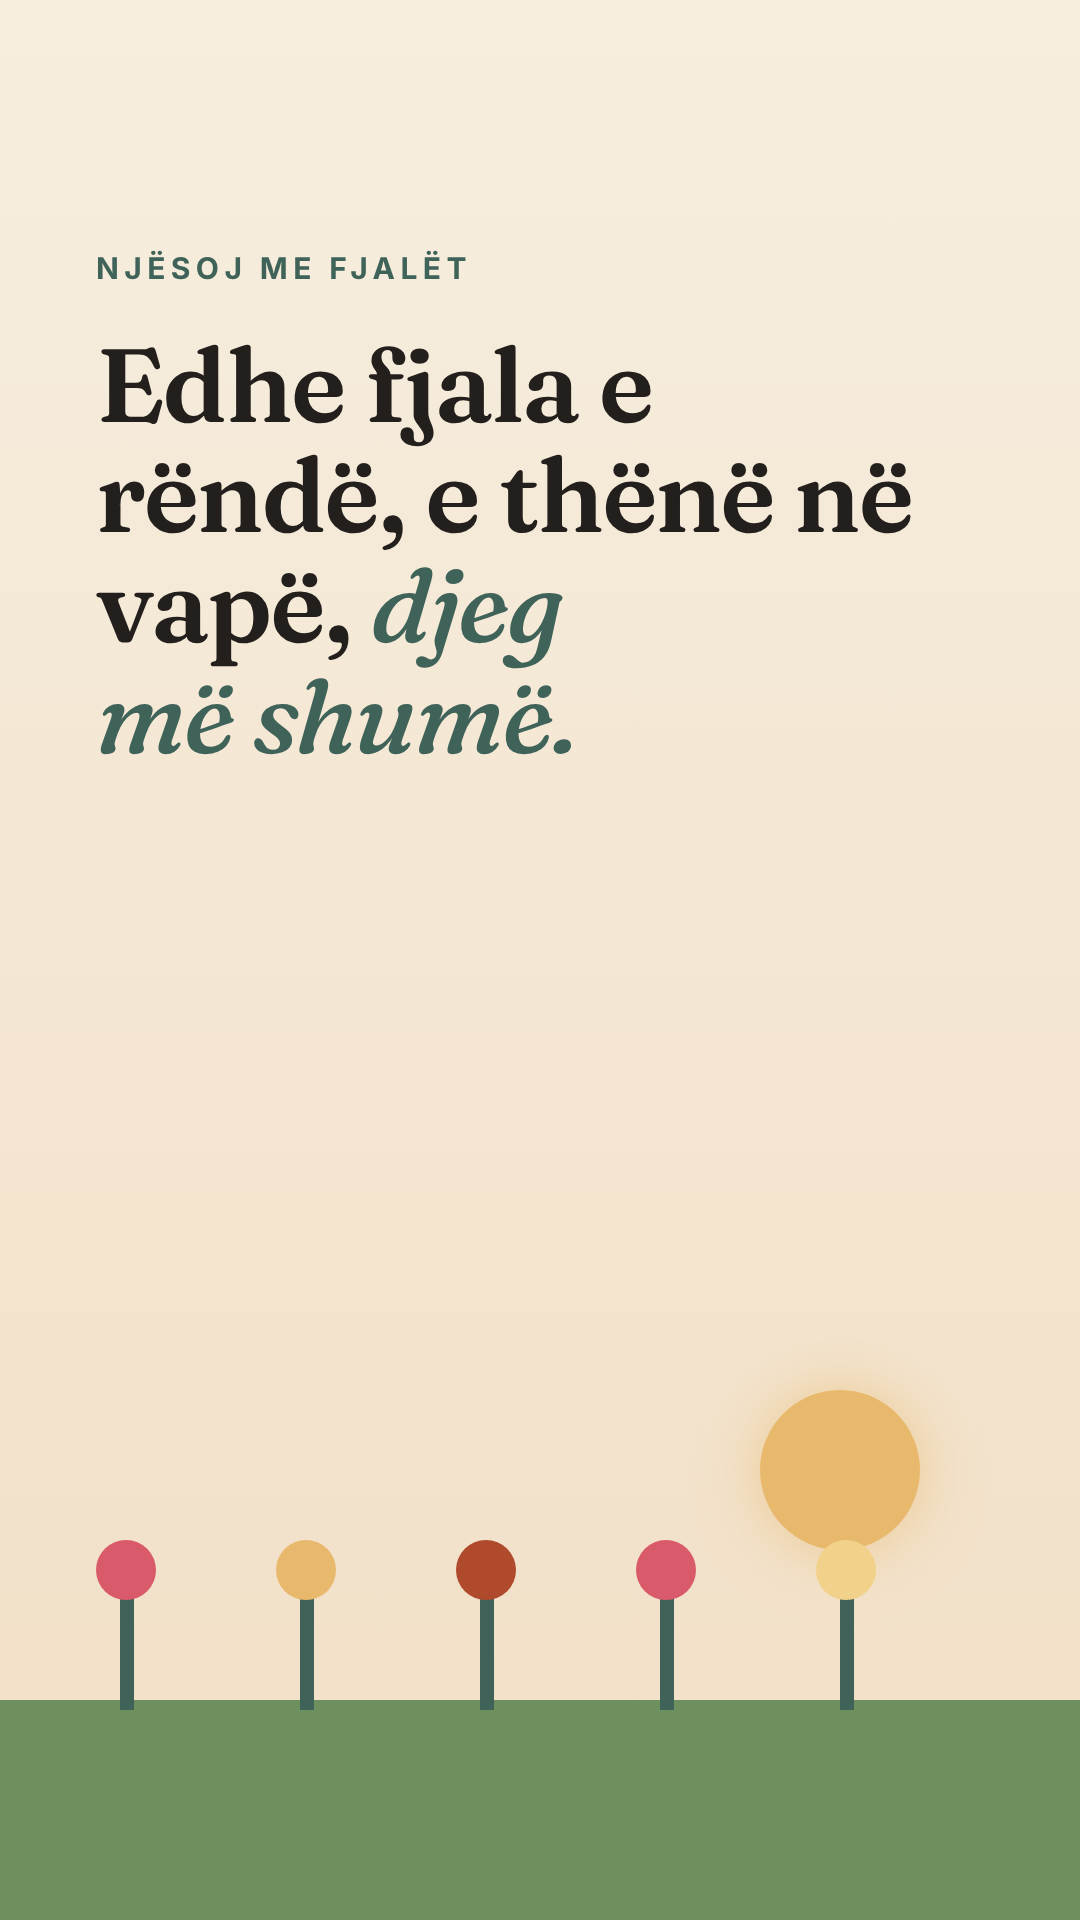 NJËSOJ ME FJALËT
Edhe fjala e
rëndë, e thënë në
vapë, djeg
më shumë.